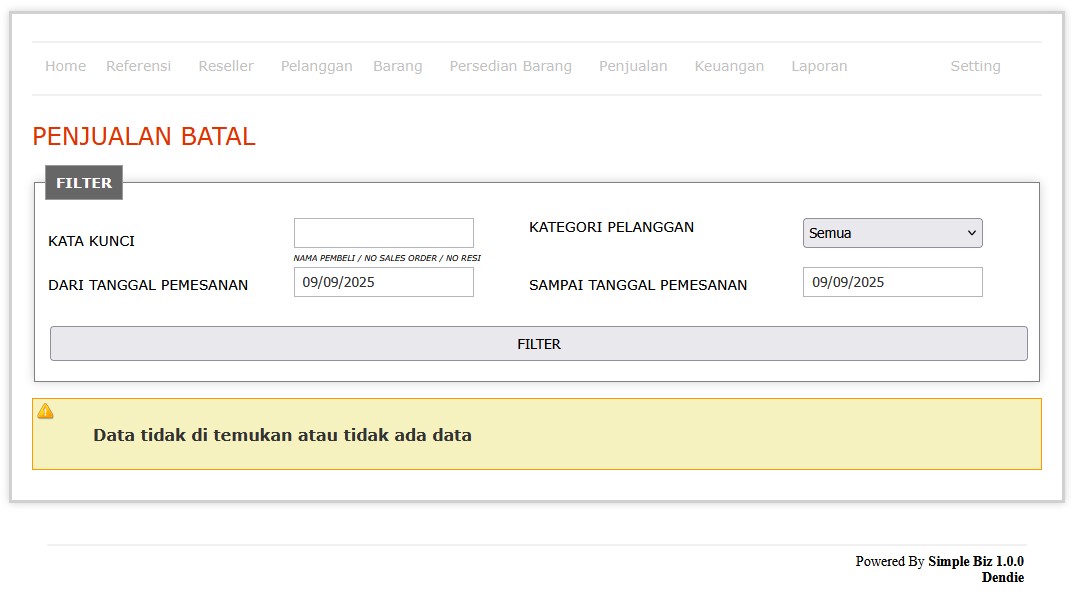 Home Referensi Reseller Pelanggan Barang Persedian Barang Penjualan Keuangan Laporan Setting
PENJUALAN BATAL
FILTER
KATA KUNCI
NAMA PEMBELI / NO SALES ORDER / NO RESI
KATEGORI PELANGGAN Semua
DARI TANGGAL PEMESANAN 09/09/2025 SAMPAI TANGGAL PEMESANAN 09/09/2025
FILTER
Data tidak di temukan atau tidak ada data
Powered By Simple Biz 1.0.0
Dendie